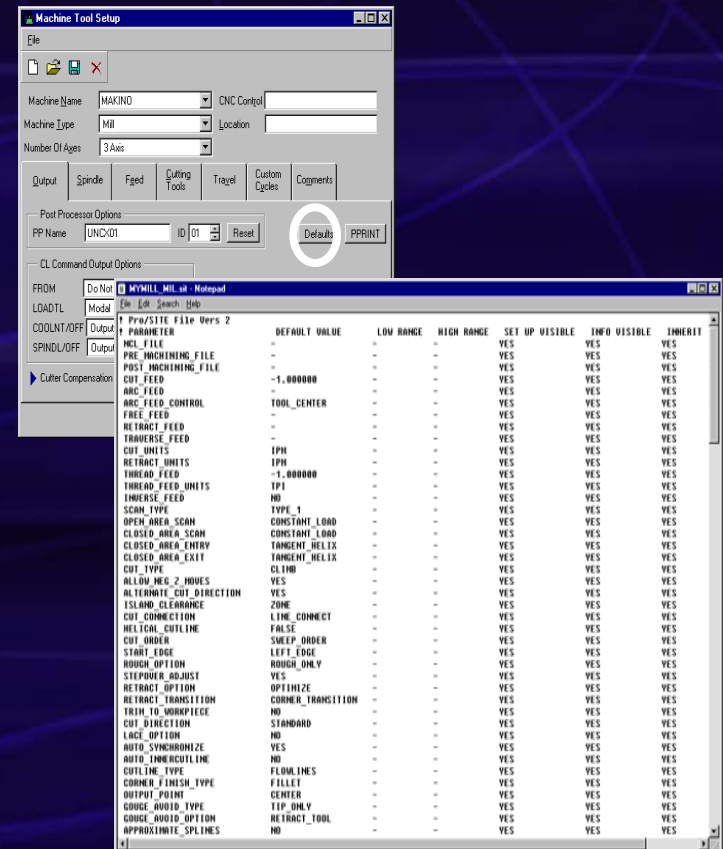 Machine Tool Setup
File
Machine Name MAKINO CNC Control
Machine Type Mill Location
Number Of Axes 3 Axis
Output Spindle Feed Cutting Tools Travel Custom Cycles Comments
Post Processor Options
PP Name UNCX01 ID 01 Reset Defaults PPRINT
CL Command Output Options
FROM Do Not
LOADTL Modal
COOLNT/OFF Output
SPINDL/OFF Output
Cutter Compensation
MYMILL_MIL.sit - Notepad
File Edit Search Help
! Pro/SITE File Vers 2
! PARAMETER DEFAULT VALUE LOW RANGE HIGH RANGE SET UP VISIBLE INFO VISIBLE INHERIT
NCL_FILE - - - YES YES YES
PRE_MACHINING_FILE - - - YES YES YES
POST_MACHINING_FILE - - - YES YES YES
CUT_FEED -1.000000 - - YES YES YES
ARC_FEED - - - YES YES YES
ARC_FEED_CONTROL TOOL_CENTER - - YES YES YES
FREE_FEED - - - YES YES YES
RETRACT_FEED - - - YES YES YES
TRAVERSE_FEED - - - YES YES YES
CUT_UNITS IPM - - YES YES YES
RETRACT_UNITS IPM - - YES YES YES
THREAD_FEED -1.000000 - - YES YES YES
THREAD_FEED_UNITS TPI - - YES YES YES
INVERSE_FEED NO - - YES YES YES
SCAN_TYPE TYPE_1 - - YES YES YES
OPEN_AREA_SCAN CONSTANT_LOAD - - YES YES YES
CLOSED_AREA_SCAN CONSTANT_LOAD - - YES YES YES
CLOSED_AREA_ENTRY TANGENT_HELIX - - YES YES YES
CLOSED_AREA_EXIT TANGENT_HELIX - - YES YES YES
CUT_TYPE CLIMB - - YES YES YES
ALLOW_NEG_Z_MOVES YES - - YES YES YES
ALTERNATE_CUT_DIRECTION YES - - YES YES YES
ISLAND_CLEARANCE ZONE - - YES YES YES
CUT_CONNECTION LINE_CONNECT - - YES YES YES
HELICAL_CUTLINE FALSE - - YES YES YES
CUT_ORDER SWEEP_ORDER - - YES YES YES
START_EDGE LEFT_EDGE - - YES YES YES
ROUGH_OPTION ROUGH_ONLY - - YES YES YES
STEPOVER_ADJUST YES - - YES YES YES
RETRACT_OPTION OPTIMIZE - - YES YES YES
RETRACT_TRANSITION CORNER_TRANSITION - - YES YES YES
TRIM_TO_WORKPIECE NO - - YES YES YES
CUT_DIRECTION STANDARD - - YES YES YES
LACE_OPTION NO - - YES YES YES
AUTO_SYNCHRONIZE YES - - YES YES YES
AUTO_INNERCUTLINE NO - - YES YES YES
CUTLINE_TYPE FLOWLINES - - YES YES YES
CORNER_FINISH_TYPE FILLET - - YES YES YES
OUTPUT_POINT CENTER - - YES YES YES
GOUGE_AVOID_TYPE TIP_ONLY - - YES YES YES
GOUGE_AVOID_OPTION RETRACT_TOOL - - YES YES YES
APPROXIMATE_SPLINES NO - - YES YES YES